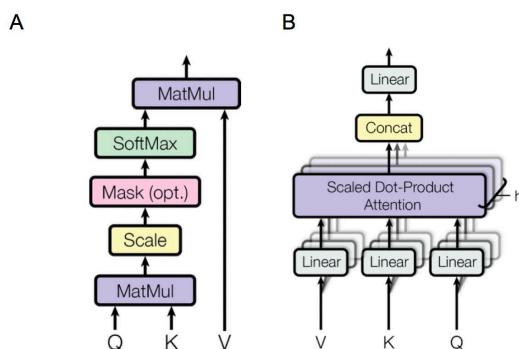 A
MatMul
SoftMax
Mask (opt.)
Scale
MatMul
Q K V
B
Linear
Concat
Scaled Dot-Product
Attention
h
Linear Linear Linear
V K Q